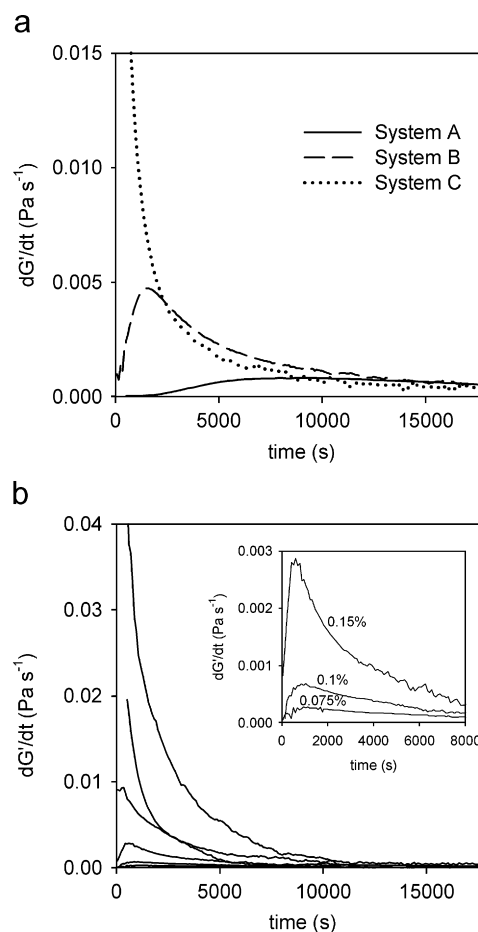 a
0.015
0.010
0.005
0.000
dG'/dt (Pa s-1)
System A
System B
System C
0 5000 10000 15000
time (s)
b
0.04
0.03
0.02
0.01
0.00
dG'/dt (Pa s-1)
0.003
0.002
0.001
0.000
dG'/dt (Pa s-1)
0.15%
0.1%
0.075%
0 2000 4000 6000 8000
time (s)
0 5000 10000 15000
time (s)